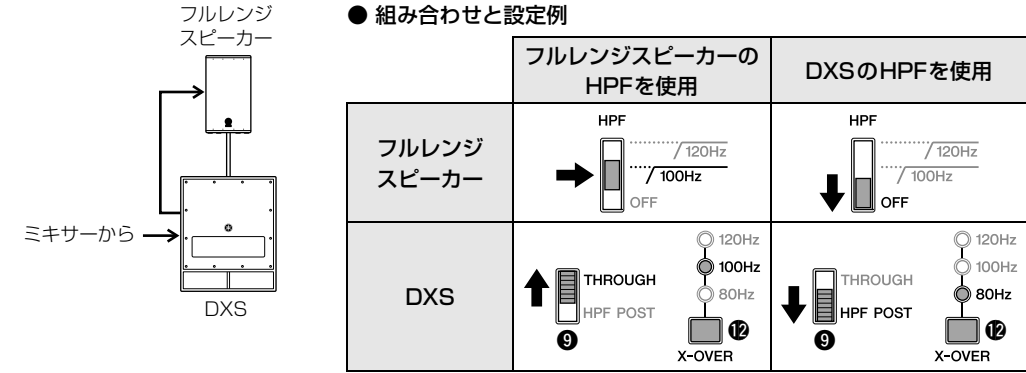 フルレンジ
スピーカー
ミキサーから
DXS
● 組み合わせと設定例
フルレンジスピーカーの
HPFを使用
DXSのHPFを使用
フルレンジ
スピーカー
HPF
120Hz
100Hz
OFF
HPF
120Hz
100Hz
OFF
DXS
THROUGH
HPF POST
❾
120Hz
100Hz
80Hz
⓬
X-OVER
THROUGH
HPF POST
❾
120Hz
100Hz
80Hz
⓬
X-OVER